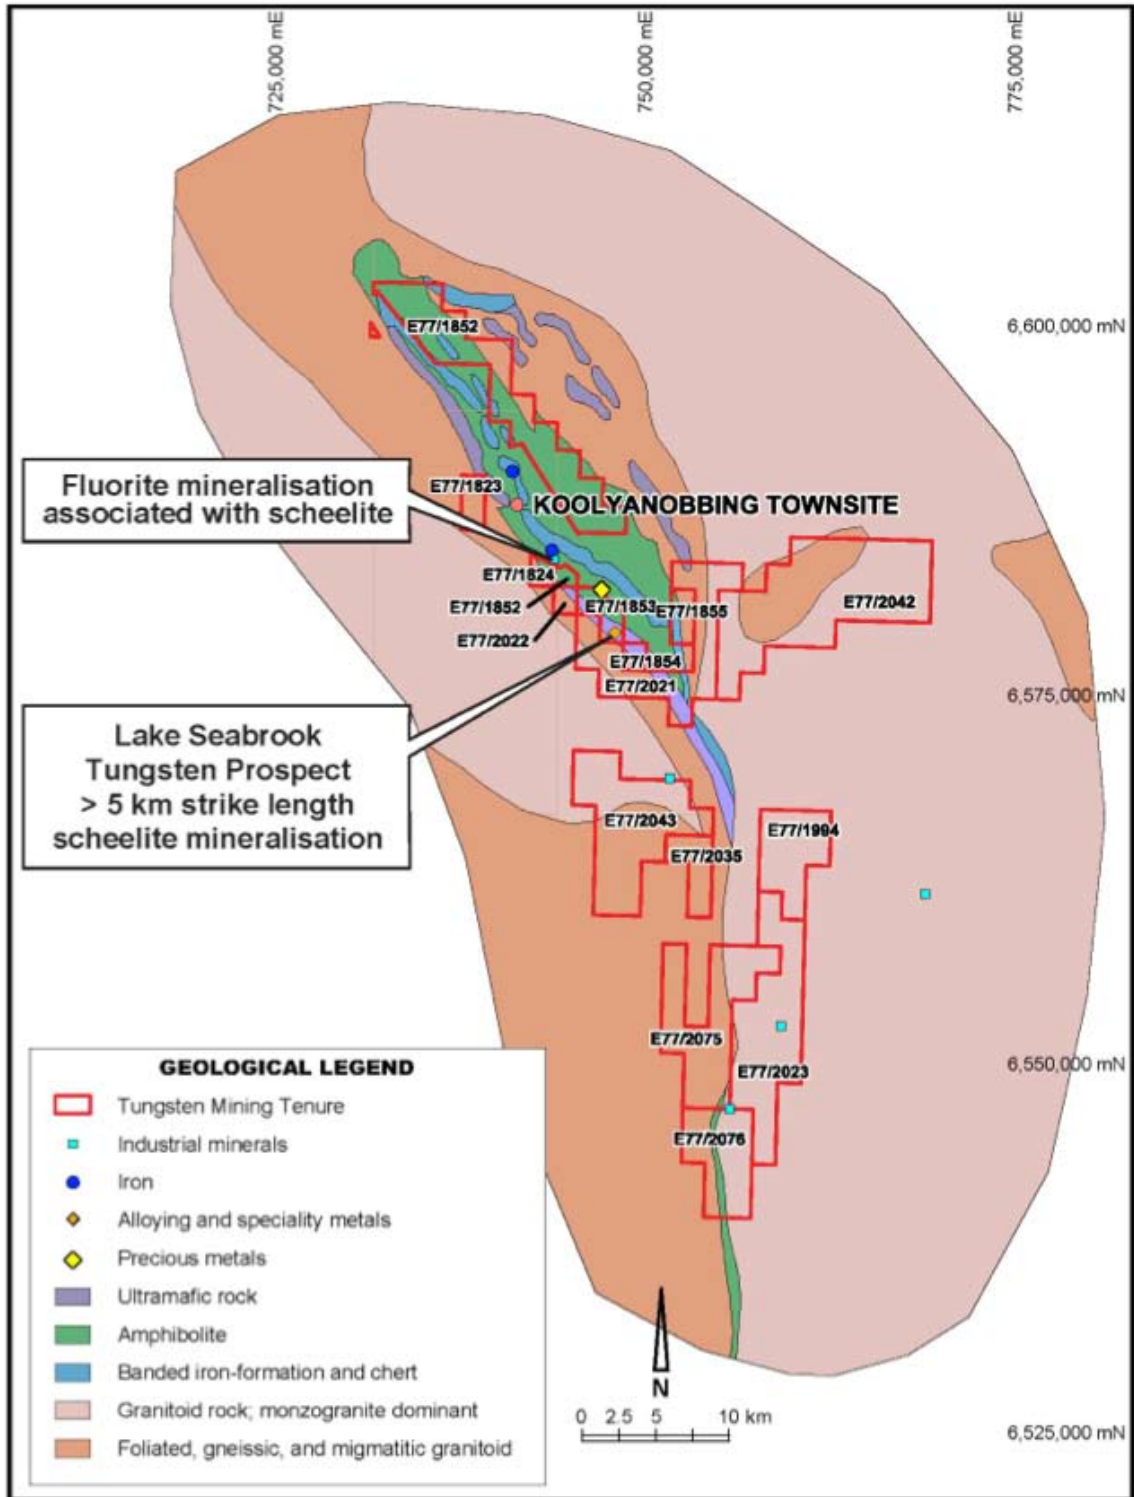 725,000 mE
750,000 mE
775,000 mE
6,600,000 mN
E77/1852
Fluorite mineralisation
associated with scheelite
E77/1823
KOOLYANOBBING TOWNSITE
E77/1824
E77/1852
E77/1853
E77/1855
E77/2042
E77/2022
E77/1854
E77/2021
6,575,000 mN
Lake Seabrook
Tungsten Prospect
> 5 km strike length
scheelite mineralisation
E77/2043
E77/1994
E77/2035
E77/2075
E77/2023
6,550,000 mN
E77/2076
GEOLOGICAL LEGEND
Tungsten Mining Tenure
Industrial minerals
Iron
Alloying and speciality metals
Precious metals
Ultramafic rock
Amphibolite
Banded iron-formation and chert
Granitoid rock; monzogranite dominant
Foliated, gneissic, and migmatitic granitoid
N
0 2.5 5 10 km
6,525,000 mN